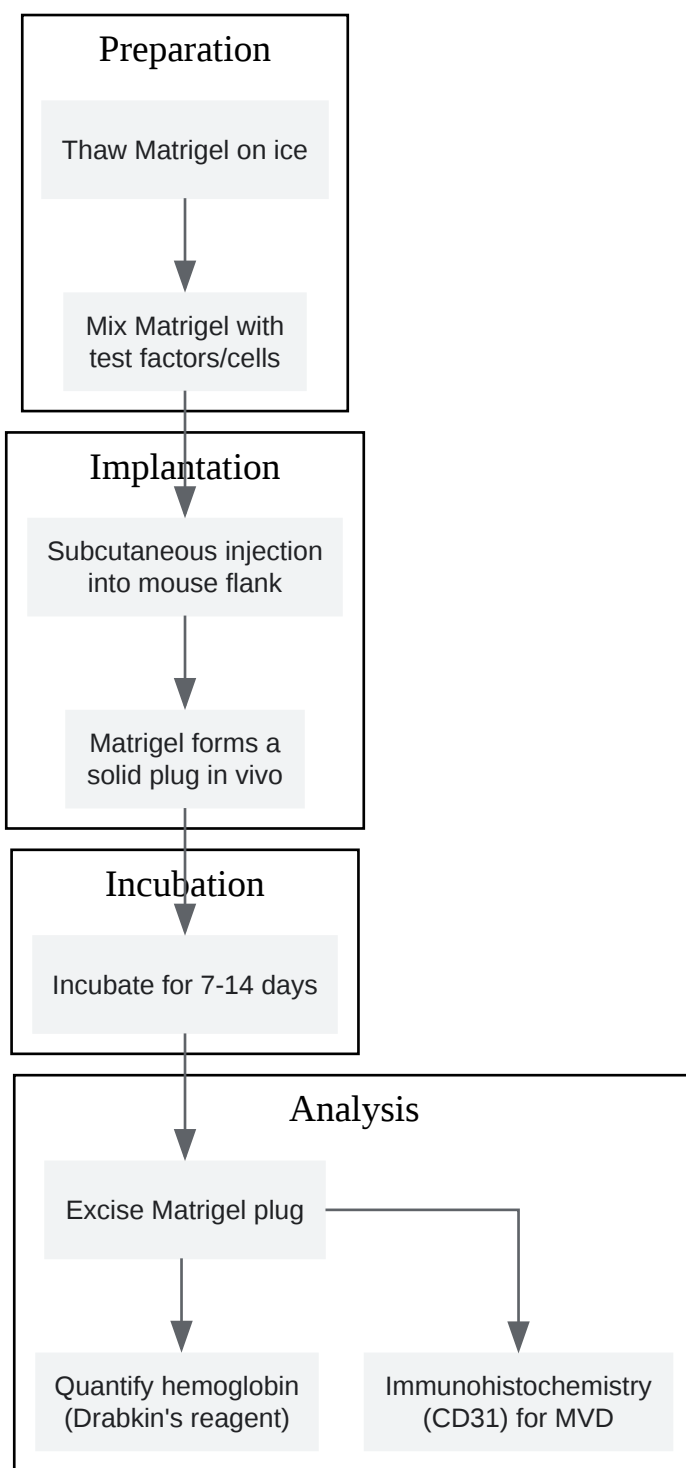 Preparation
Thaw Matrigel on ice
Mix Matrigel with
test factors/cells
Implantation
Subcutaneous injection
into mouse flank
Matrigel forms a
solid plug in vivo
Incubation
Incubate for 7-14 days
Analysis
Excise Matrigel plug
Quantify hemoglobin
(Drabkin's reagent)
Immunohistochemistry
(CD31) for MVD